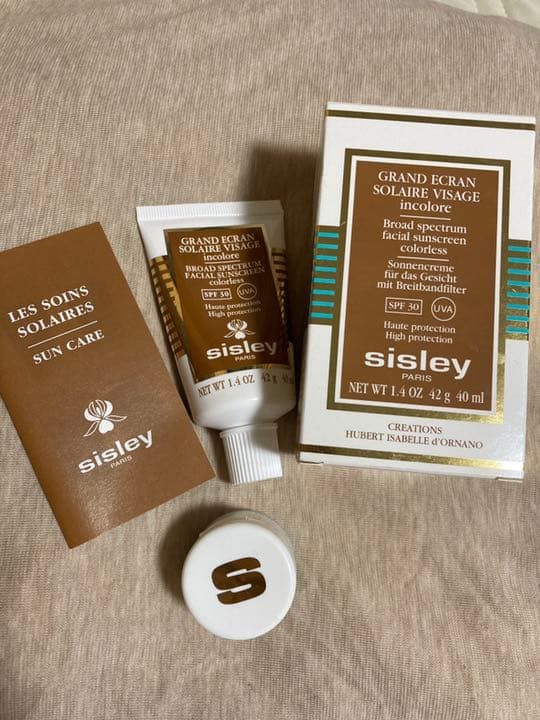 LES SOINS
SOLAIRES
SUN CARE
sisley
PARIS
GRAND ECRAN
SOLAIRE VISAGE
incolore
BROAD SPECTRUM
FACIAL SUNSCREEN
colorless
SPF 30 UVA
Haute protection
High protection
sisley
PARIS
NET WT 1.4 OZ 42 g 40 ml
GRAND ECRAN
SOLAIRE VISAGE
incolore
Broad spectrum
facial sunscreen
colorless
Sonnencreme
für das Gesicht
mit Breitbandfilter
SPF 30 UVA
Haute protection
High protection
sisley
PARIS
NET WT 1.4 OZ 42 g 40 ml
CREATIONS
HUBERT ISABELLE d'ORNANO
S